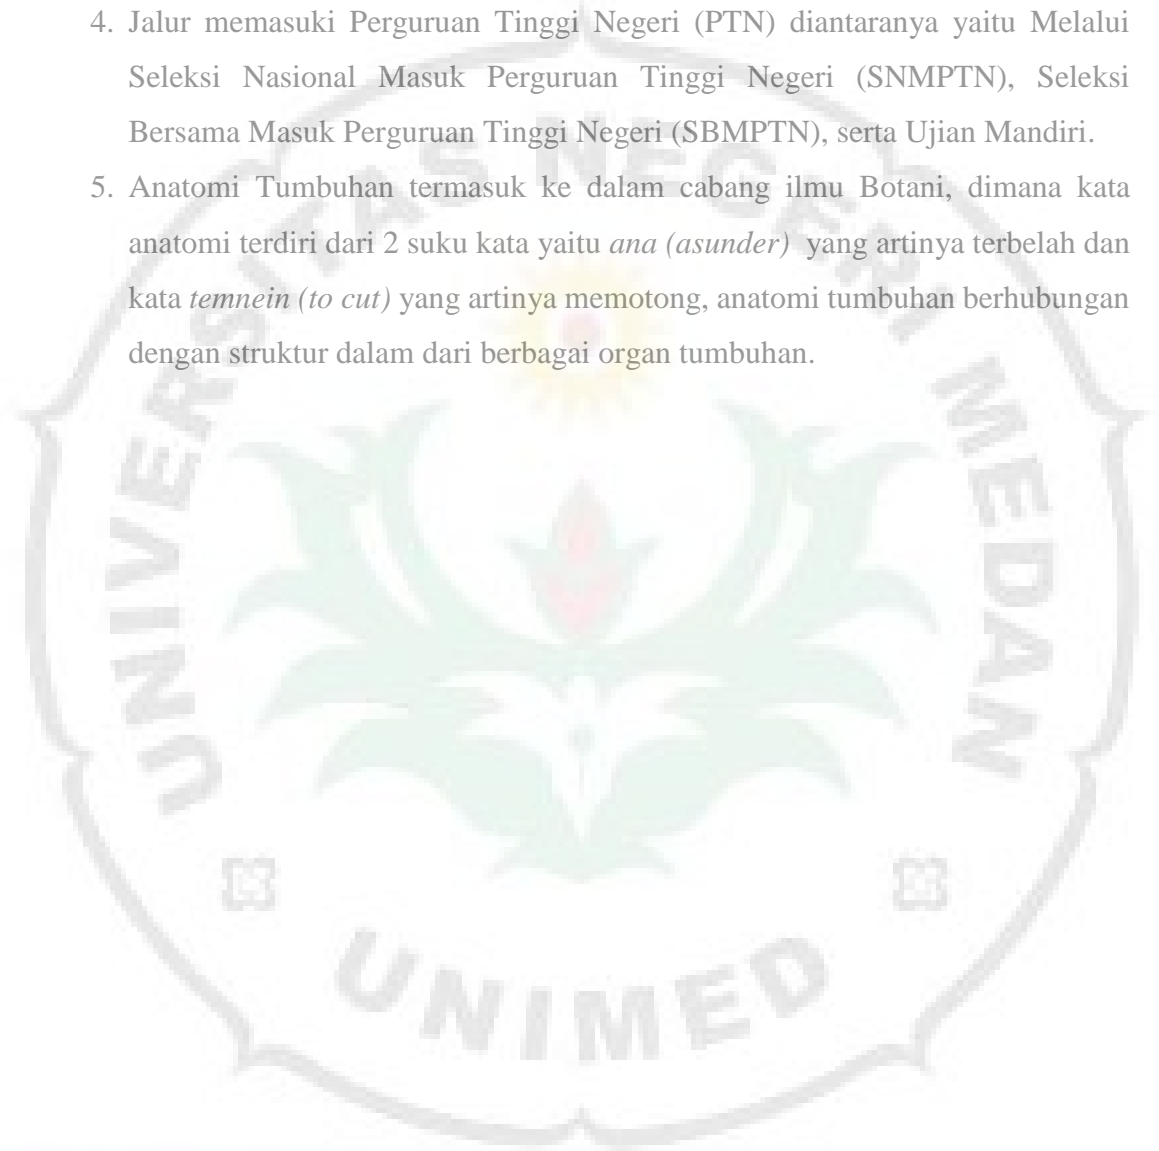 4. Jalur memasuki Perguruan Tinggi Negeri (PTN) diantaranya yaitu Melalui
Seleksi Nasional Masuk Perguruan Tinggi Negeri (SNMPTN), Seleksi
Bersama Masuk Perguruan Tinggi Negeri (SBMPTN), serta Ujian Mandiri.
5. Anatomi Tumbuhan termasuk ke dalam cabang ilmu Botani, dimana kata
anatomi terdiri dari 2 suku kata yaitu ana (asunder) yang artinya terbelah dan
kata temnein (to cut) yang artinya memotong, anatomi tumbuhan berhubungan
dengan struktur dalam dari berbagai organ tumbuhan.
UNIVERSITAS NEGERI MEDAN
UNIMED